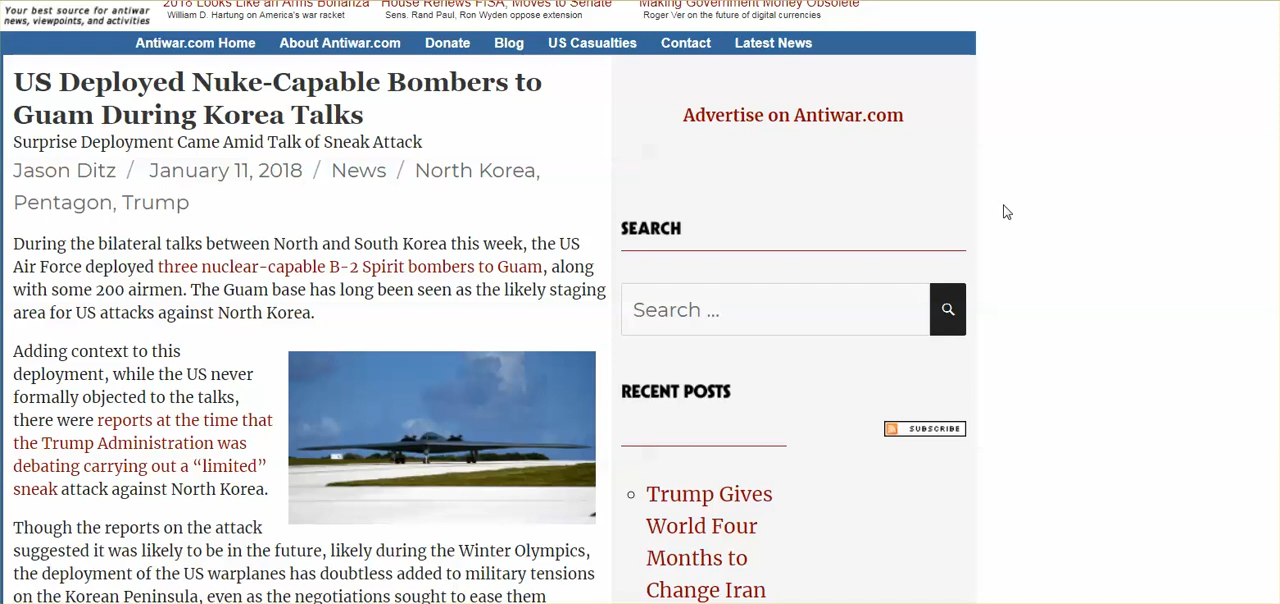 Your best source for antiwar
news, viewpoints, and activities
2018 Looks Like an Arms Bonanza
William D. Hartung on America's war racket
House Renews FISA, Moves to Senate
Sens. Rand Paul, Ron Wyden oppose extension
Making Government Money Obsolete
Roger Ver on the future of digital currencies
Antiwar.com Home About Antiwar.com Donate Blog US Casualties Contact Latest News
US Deployed Nuke-Capable Bombers to
Guam During Korea Talks
Surprise Deployment Came Amid Talk of Sneak Attack
Jason Ditz / January 11, 2018 / News / North Korea,
Pentagon, Trump
During the bilateral talks between North and South Korea this week, the US
Air Force deployed three nuclear-capable B-2 Spirit bombers to Guam, along
with some 200 airmen. The Guam base has long been seen as the likely staging
area for US attacks against North Korea.
Adding context to this
deployment, while the US never
formally objected to the talks,
there were reports at the time that
the Trump Administration was
debating carrying out a “limited”
sneak attack against North Korea.
Though the reports on the attack
suggested it was likely to be in the future, likely during the Winter Olympics,
the deployment of the US warplanes has doubtless added to military tensions
on the Korean Peninsula, even as the negotiations sought to ease them
Advertise on Antiwar.com
SEARCH
Search ...
RECENT POSTS
SUBSCRIBE
Trump Gives
World Four
Months to
Change Iran